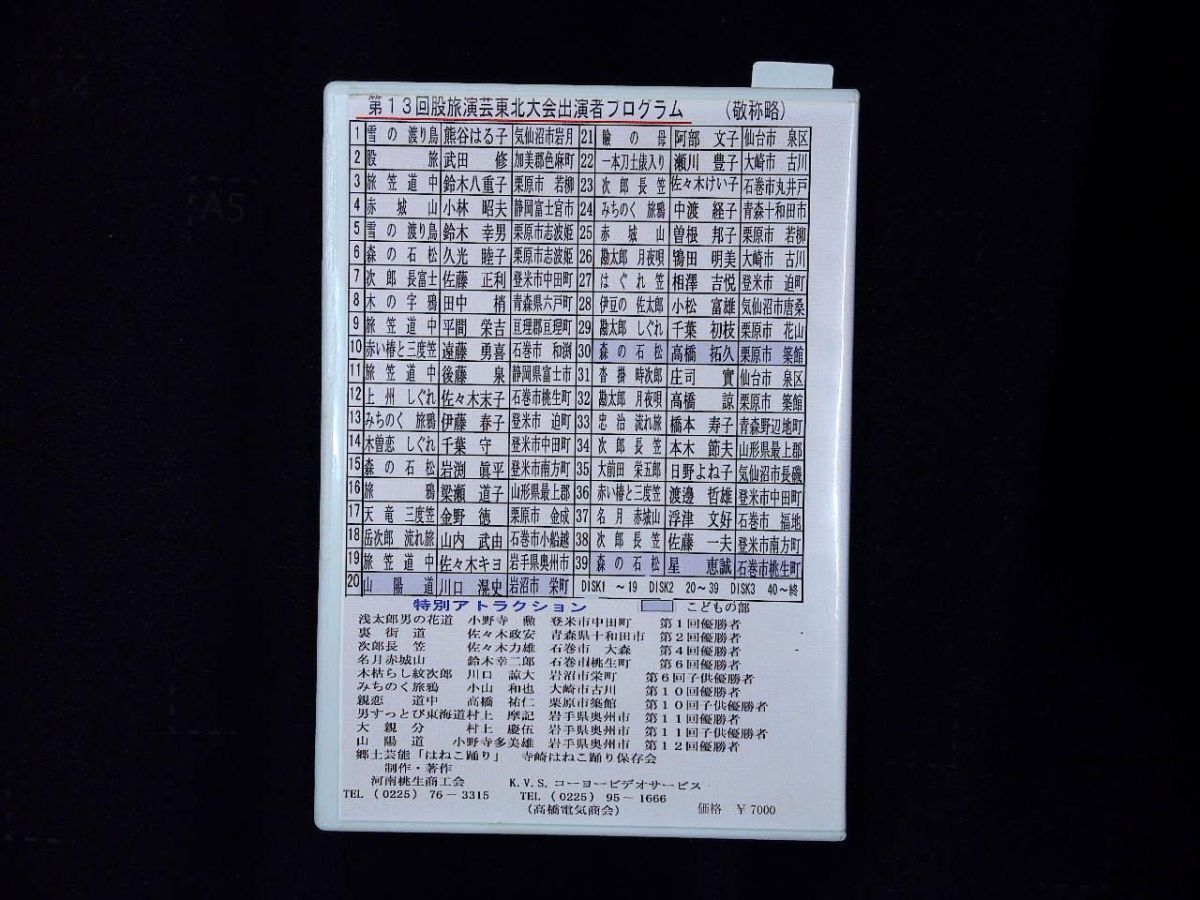 第13回股旅演芸東北大会出演者プログラム (敬称略)
1 雪の渡り鳥 熊谷はる子 気仙沼市岩月 21 瞼の母 阿部 文子 仙台市 泉区
2 股旅 武田 修 加美郡色麻町 22 一本刀土俵入り 瀬川 豊子 大崎市 古川
3 旅笠道中 鈴木八重子 栗原市 若柳 23 次郎長笠 佐々木けい子 石巻市丸井戸
4 赤城山 小林 昭夫 静岡富士宮市 24 みちのく 旅鴉 中渡 経子 青森十和田市
5 雪の渡り鳥 鈴木 幸男 栗原市志波姫 25 赤城山 曽根 邦子 栗原市 若柳
6 森の石松 久光 睦子 栗原市志波姫 26 勘太郎 月夜唄 鴇田 明美 大崎市 古川
7 次郎 長富士 佐藤 正利 登米市中田町 27 はぐれ笠 相澤 吉悦 登米市 迫町
8 木の字鴉 田中 梢 青森県六戸町 28 伊豆の 佐太郎 小松 富雄 気仙沼市唐桑
9 旅笠道中 平間 栄吉 亘理郡亘理町 29 勘太郎 しぐれ 千葉 初枝 栗原市 花山
10 赤い椿と三度笠 遠藤 勇喜 石巻市 和渕 30 森の石松 高橋 拓久 栗原市 築館
11 旅笠道中 後藤 泉 静岡県富士市 31 沓掛 時次郎 庄司 實 仙台市 泉区
12 上州 しぐれ 佐々木末子 石巻市桃生町 32 勘太郎 月夜唄 高橋 諒 栗原市 築館
13 みちのく 旅鴉 伊藤 春子 登米市 迫町 33 忠治 流れ旅 橋本 寿子 青森野辺地町
14 木曽恋 しぐれ 千葉 守 登米市中田町 34 次郎長笠 本木 節夫 山形県最上郡
15 森の石松 岩渕 眞平 登米市南方町 35 大前田 栄五郎 日野よね子 気仙沼市長磯
16 旅鴉 梁瀬 道子 山形県最上郡 36 赤い椿と三度笠 渡邊 哲雄 登米市中田町
17 天竜 三度笠 金野 徳 栗原市 金成 37 名月 赤城山 浮津 文好 石巻市 福地
18 岳次郎 流れ旅 山内 武由 石巻市小船越 38 次郎長笠 佐藤 一夫 登米市南方町
19 旅笠道中 佐々木キヨ 岩手県奥州市 39 森の石松 星 恵誠 石巻市桃生町
20 山陽道 川口 滉史 岩沼市 栄町 DISK1 ～19 DISK2 20～39 DISK3 40～終
特別アトラクション こどもの部
浅太郎男の花道 小野寺 勲 登米市中田町 第1回優勝者
裏街道 佐々木政安 青森県十和田市 第2回優勝者
次郎長 笠 佐々木力雄 石巻市 大森 第4回優勝者
名月赤城山 鈴木幸二郎 石巻市桃生町 第6回優勝者
木枯らし紋次郎 川口 諒大 岩沼市栄町 第6回子供優勝者
みちのく旅鴉 小山 和也 大崎市古川 第10回優勝者
親恋 道中 高橋 祐仁 栗原市築館 第10回子供優勝者
男すっとび東海道 村上 摩記 岩手県奥州市 第11回優勝者
大親分 村上 慶伍 岩手県奥州市 第11回子供優勝者
山陽道 小野寺多美雄 岩手県奥州市 第12回優勝者
郷土芸能「はねこ踊り」 寺崎はねこ踊り保存会
制作・著作
河南桃生商工会 K.V.S.コーヨービデオサービス
TEL (0225) 76－3315 TEL (0225) 95－1666
(高橋電気商会) 価格 ￥7000